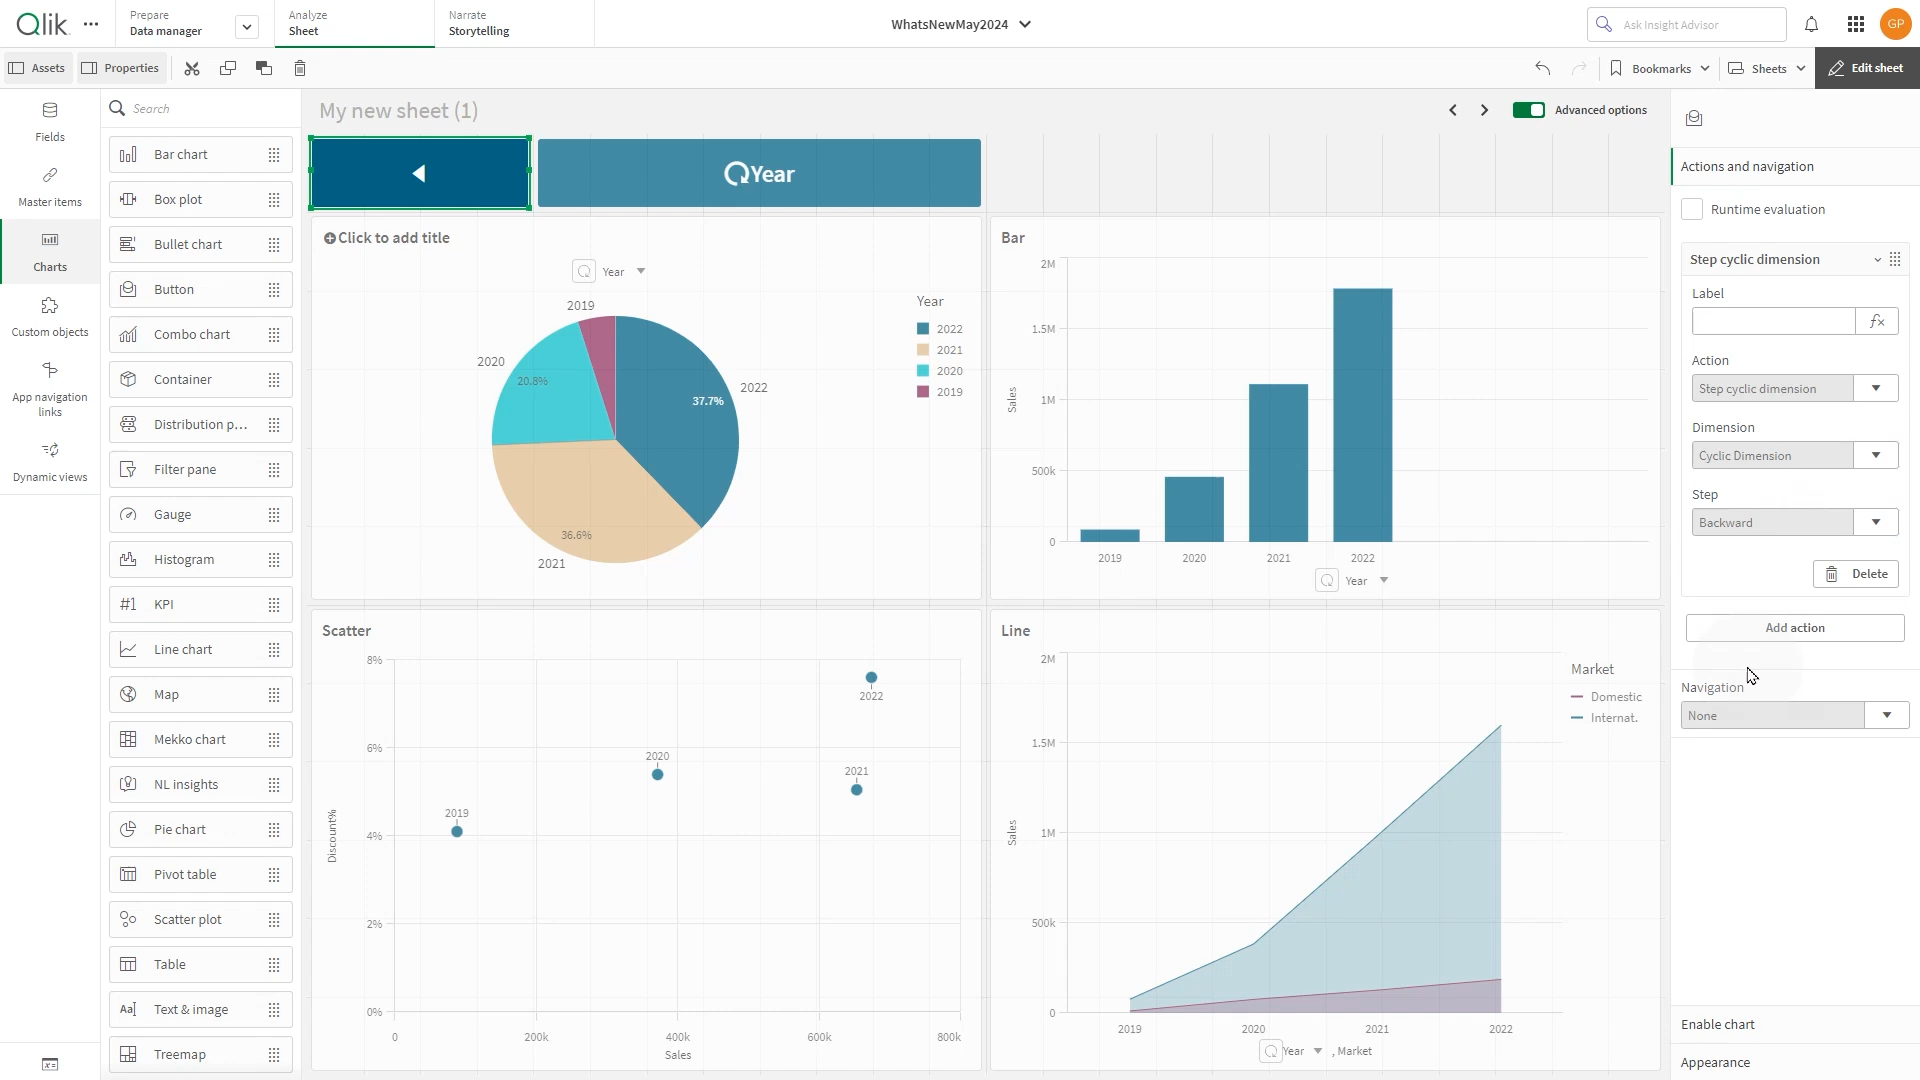 Qlik
Prepare
Data manager
Analyze
Sheet
Narrate
Storytelling
WhatsNewMay2024
Ask Insight Advisor
GP
Assets
Properties
Bookmarks
Sheets
Edit sheet
Fields
Master items
Charts
Custom objects
App navigation
links
Dynamic views
Search
Bar chart
Box plot
Bullet chart
Button
Combo chart
Container
Distribution p...
Filter pane
Gauge
Histogram
#1 KPI
Line chart
Map
Mekko chart
NL insights
Pie chart
Pivot table
Scatter plot
Table
Aa Text & image
Treemap
My new sheet (1)
Advanced options
Year
Click to add title
Year
2019
2020
20.8%
37.7%
2022
36.6%
2021
Year
2022
2021
2020
2019
Bar
2M
1.5M
1M
500k
0
Sales
2019 2020 2021 2022
Year
Scatter
8%
6%
4%
2%
0%
Discount%
2022
2020
2021
2019
0 200k 400k 600k 800k
Sales
Line
2M
1.5M
1M
500k
0
Sales
Market
Domestic
Internat.
2019 2020 2021 2022
Year , Market
Actions and navigation
Runtime evaluation
Step cyclic dimension
Label
fx
Action
Step cyclic dimension
Dimension
Cyclic Dimension
Step
Backward
Delete
Add action
Navigation
None
Enable chart
Appearance